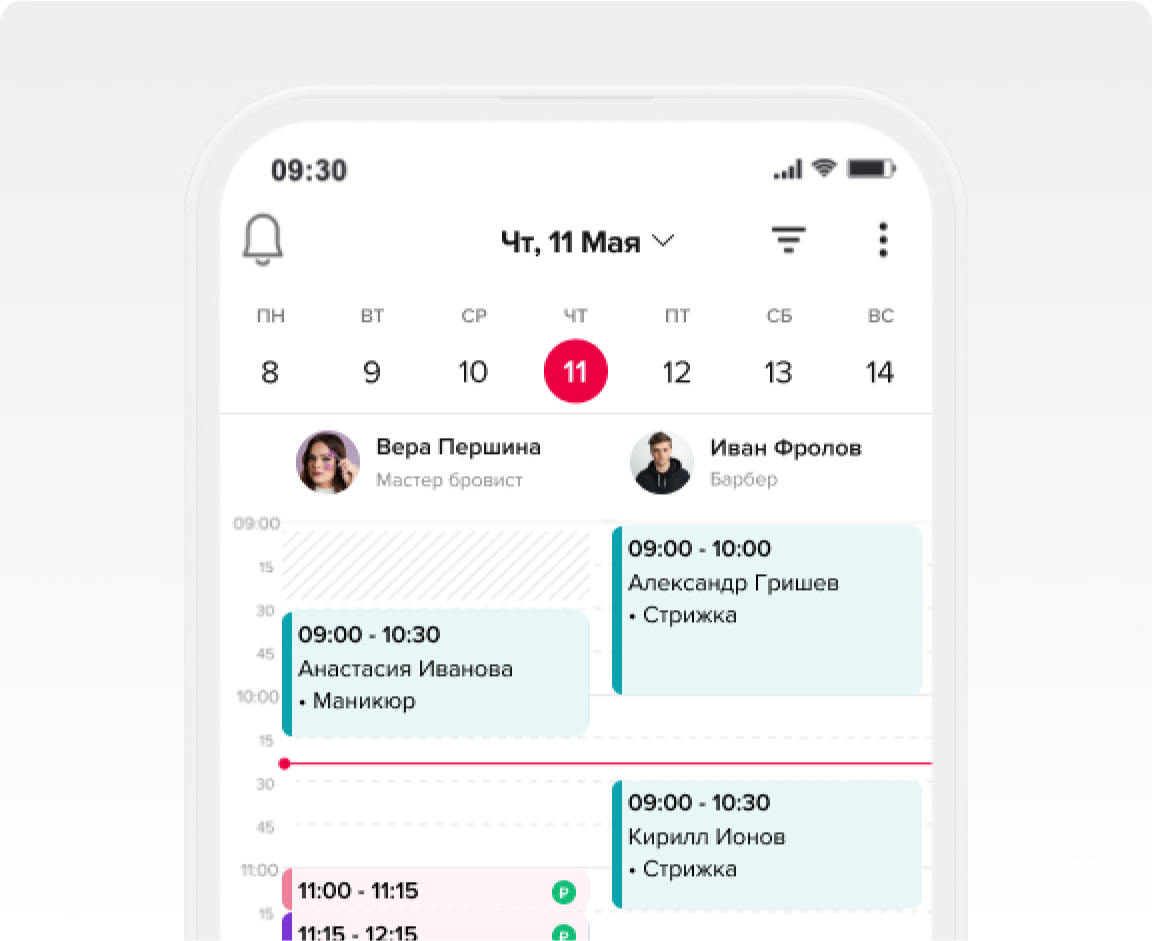 09:30
Чт, 11 Мая
ПН ВТ СР ЧТ ПТ СБ ВС
8 9 10 11 12 13 14
Вера Першина
Мастер бровист
Иван Фролов
Барбер
09:00
15
30
45
10:00
15
30
45
11:00
15
09:00 - 10:30
Анастасия Иванова
• Маникюр
11:00 - 11:15
P
11:15 - 12:15
P
09:00 - 10:00
Александр Гришев
• Стрижка
09:00 - 10:30
Кирилл Ионов
• Стрижка